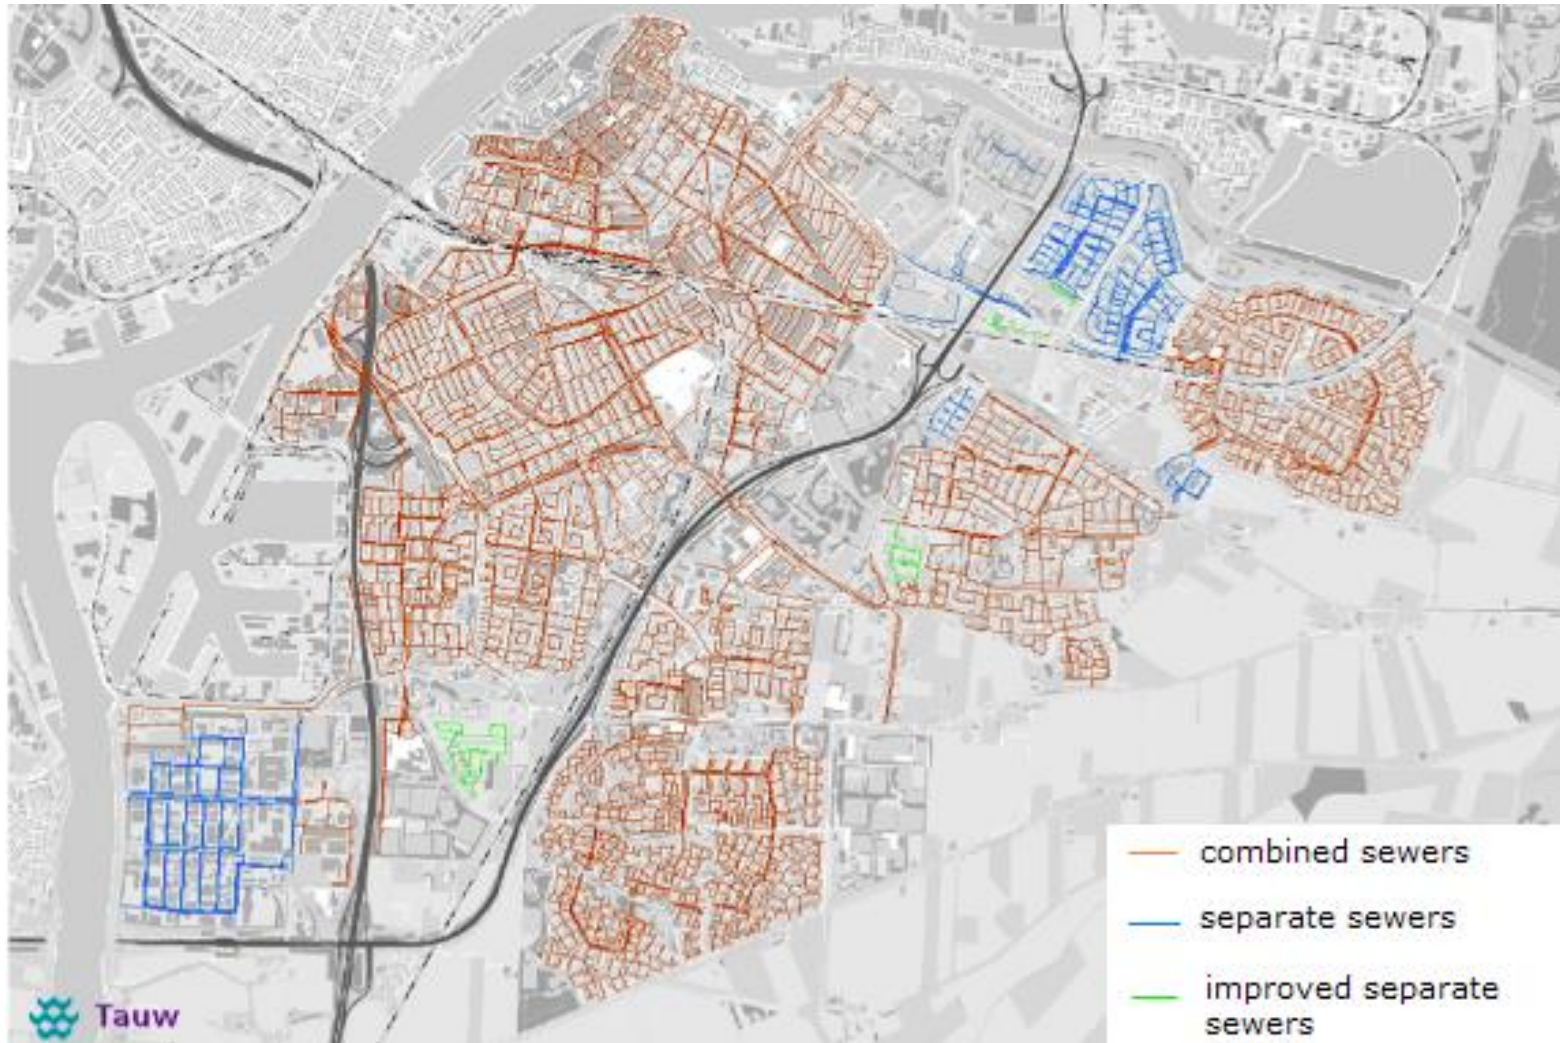 combined sewers
separate sewers
improved separate
sewers
Tauw